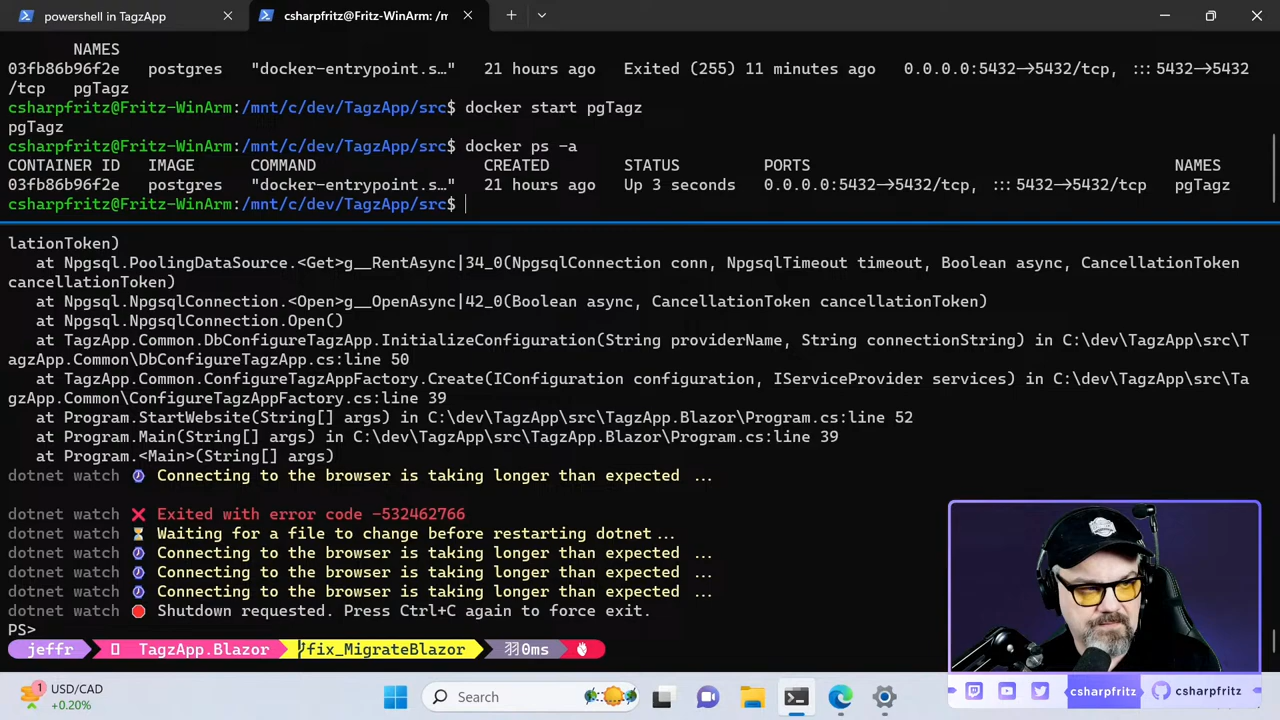 powershell in TagzApp
csharpfritz@Fritz-WinArm: /m
NAMES
03fb86b96f2e postgres "docker-entrypoint.s…" 21 hours ago Exited (255) 11 minutes ago 0.0.0.0:5432->5432/tcp, :::5432->5432
/tcp pgTagz
csharpfritz@Fritz-WinArm:/mnt/c/dev/TagzApp/src$ docker start pgTagz
pgTagz
csharpfritz@Fritz-WinArm:/mnt/c/dev/TagzApp/src$ docker ps -a
CONTAINER ID IMAGE COMMAND CREATED STATUS PORTS NAMES
03fb86b96f2e postgres "docker-entrypoint.s…" 21 hours ago Up 3 seconds 0.0.0.0:5432->5432/tcp, :::5432->5432/tcp pgTagz
csharpfritz@Fritz-WinArm:/mnt/c/dev/TagzApp/src$
lationToken)
at Npgsql.PoolingDataSource.<Get>g__RentAsync|34_0(NpgsqlConnection conn, NpgsqlTimeout timeout, Boolean async, CancellationToken
cancellationToken)
at Npgsql.NpgsqlConnection.<Open>g__OpenAsync|42_0(Boolean async, CancellationToken cancellationToken)
at Npgsql.NpgsqlConnection.Open()
at TagzApp.Common.DbConfigureTagzApp.InitializeConfiguration(String providerName, String connectionString) in C:\dev\TagzApp\src\T
agzApp.Common\DbConfigureTagzApp.cs:line 50
at TagzApp.Common.ConfigureTagzAppFactory.Create(IConfiguration configuration, IServiceProvider services) in C:\dev\TagzApp\src\Ta
gzApp.Common\ConfigureTagzAppFactory.cs:line 39
at Program.StartWebsite(String[] args) in C:\dev\TagzApp\src\TagzApp.Blazor\Program.cs:line 52
at Program.Main(String[] args) in C:\dev\TagzApp\src\TagzApp.Blazor\Program.cs:line 39
at Program.<Main>(String[] args)
dotnet watch 🕗 Connecting to the browser is taking longer than expected ...
dotnet watch ❌ Exited with error code -532462766
dotnet watch ⏳ Waiting for a file to change before restarting dotnet...
dotnet watch 🕗 Connecting to the browser is taking longer than expected ...
dotnet watch 🕗 Connecting to the browser is taking longer than expected ...
dotnet watch 🕗 Connecting to the browser is taking longer than expected ...
dotnet watch 🛑 Shutdown requested. Press Ctrl+C again to force exit.
PS>
jeffr TagzApp.Blazor fix_MigrateBlazor 0ms
1
USD/CAD
+0.20%
Search
csharpfritz
csharpfritz